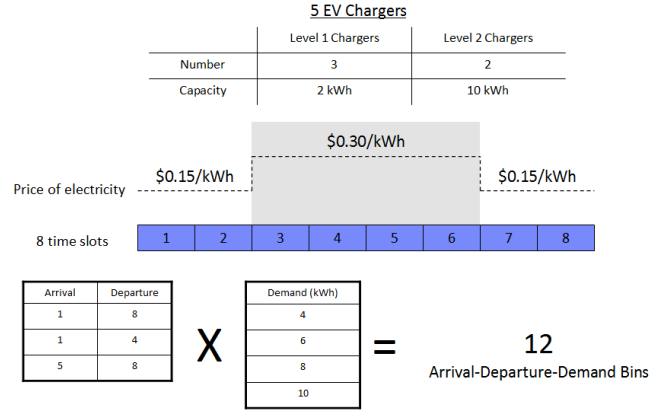 5 EV Chargers
Level 1 Chargers Level 2 Chargers
Number 3 2
Capacity 2 kWh 10 kWh
$0.30/kWh
$0.15/kWh $0.15/kWh
Price of electricity
8 time slots 1 2 3 4 5 6 7 8
Arrival Departure
1 8
1 4
5 8
X
Demand (kWh)
4
6
8
10
=
12
Arrival-Departure-Demand Bins